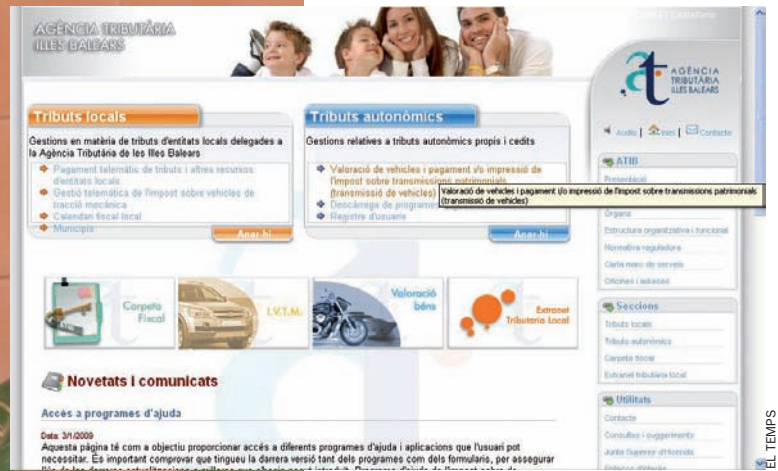 AGÈNCIA TRIBUTÀRIA
ILLES BALEARS
AGÈNCIA
TRIBUTÀRIA
ILLES BALEARS
Àudio | Inici | Contacte
Tributs locals
Gestions en matèria de tributs d'entitats locals delegades a
la Agència Tributària de les Illes Balears
Pagament telemàtic de tributs i altres recursos
d'entitats locals
Gestió telemàtica de l'impost sobre vehicles de
tracció mecànica
Calendari fiscal local
Municipis
Anar-hi
Tributs autonòmics
Gestions relatives a tributs autonòmics propis i cedits
Valoració de vehicles i pagament i/o impressió de
l'impost sobre transmissions patrimonials
(transmissió de vehicles)
Descàrrega de programes
Registre d'usuaris
Anar-hi
Valoració de vehicles i pagament i/o impressió de l'impost sobre transmissions patrimonials
(transmissió de vehicles)
ATIB
Presentació
Òrgans
Estructura organitzativa i funcional
Normativa reguladora
Carta marc de serveis
Oficines i adreces
Seccions
Tributs locals
Tributs autonòmics
Carpeta fiscal
Extranet tributària local
Utilitats
Contacte
Consultes i suggeriments
Junta Superior d'Hisenda
Carpeta
Fiscal
I.V.T.M.
Valoració
béns
Extranet
Tributària Local
Novetats i comunicats
Accés a programes d'ajuda
Data: 3/1/2009
Aquesta pàgina té com a objectiu proporcionar accés a diferents programes d'ajuda i aplicacions que l'usuari pot
necessitar. És important comprovar que tingueu la darrera versió tant dels programes com dels formularis, per assegurar
EL TEMPS